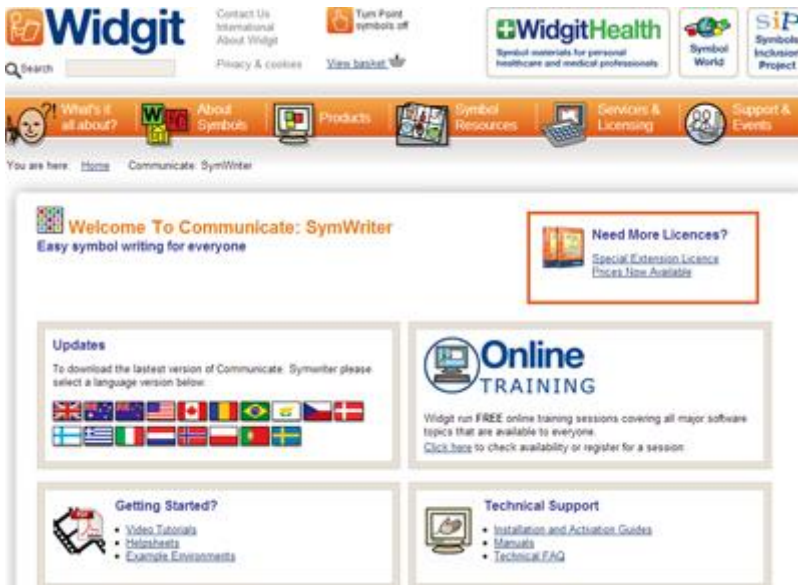 Widgit
Contact Us
International
About Widgit
Privacy & cookies
Turn Point
symbols off
View basket
Search
WidgitHealth
Symbol materials for personal
healthcare and medical professionals
Symbol
World
SiP
Symbols
Inclusion
Project
What's it
all about?
About
Symbols
Products
Symbol
Resources
Services &
Licensing
Support &
Events
You are here: Home Communicate: SymWriter
Welcome To Communicate: SymWriter
Easy symbol writing for everyone
Need More Licences?
Special Extension Licence
Prices Now Available
Updates
To download the lastest version of Communicate: Symwriter please
select a language version below:
Online
TRAINING
Widgit run FREE online training sessions covering all major software
topics that are available to everyone.
Click here to check availability or register for a session
Getting Started?
Video Tutorials
Helpsheets
Example Environments
Technical Support
Installation and Activation Guides
Manuals
Technical FAQ